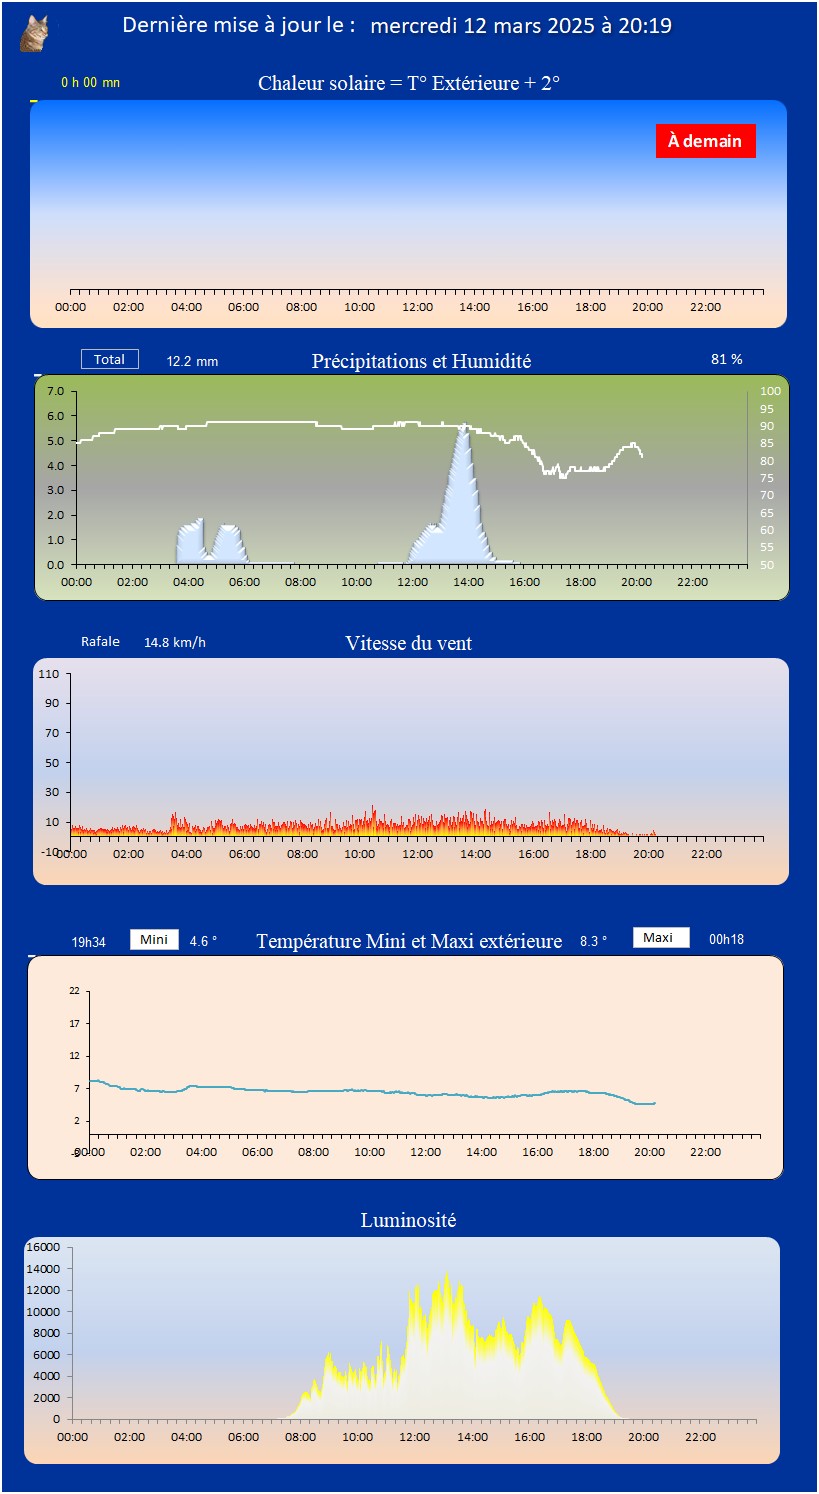 Dernière mise à jour le : mercredi 12 mars 2025 à 20:19
0 h 00 mn
Chaleur solaire = T° Extérieure + 2°
À demain
00:00 02:00 04:00 06:00 08:00 10:00 12:00 14:00 16:00 18:00 20:00 22:00
Total 12.2 mm Précipitations et Humidité 81 %
7.0 100
95
6.0 90
5.0 85
4.0 80
75
3.0 70
2.0 65
60
1.0 55
0.0 50
00:00 02:00 04:00 06:00 08:00 10:00 12:00 14:00 16:00 18:00 20:00 22:00
Rafale 14.8 km/h Vitesse du vent
110
90
70
50
30
10
-10 00:00 02:00 04:00 06:00 08:00 10:00 12:00 14:00 16:00 18:00 20:00 22:00
19h34 Mini 4.6 ° Température Mini et Maxi extérieure 8.3 ° Maxi 00h18
22
17
12
7
2
00:00 02:00 04:00 06:00 08:00 10:00 12:00 14:00 16:00 18:00 20:00 22:00
Luminosité
16000
14000
12000
10000
8000
6000
4000
2000
0
00:00 02:00 04:00 06:00 08:00 10:00 12:00 14:00 16:00 18:00 20:00 22:00